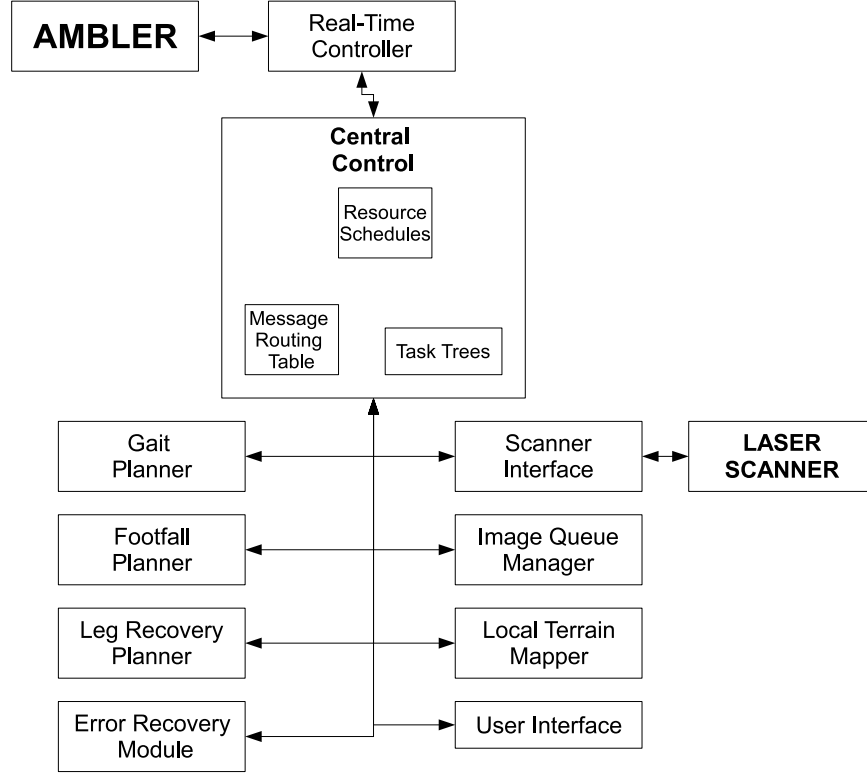 AMBLER
Real-Time
Controller
Central
Control
Resource
Schedules
Message
Routing
Table
Task Trees
Gait
Planner
Scanner
Interface
LASER
SCANNER
Footfall
Planner
Image Queue
Manager
Leg Recovery
Planner
Local Terrain
Mapper
Error Recovery
Module
User Interface